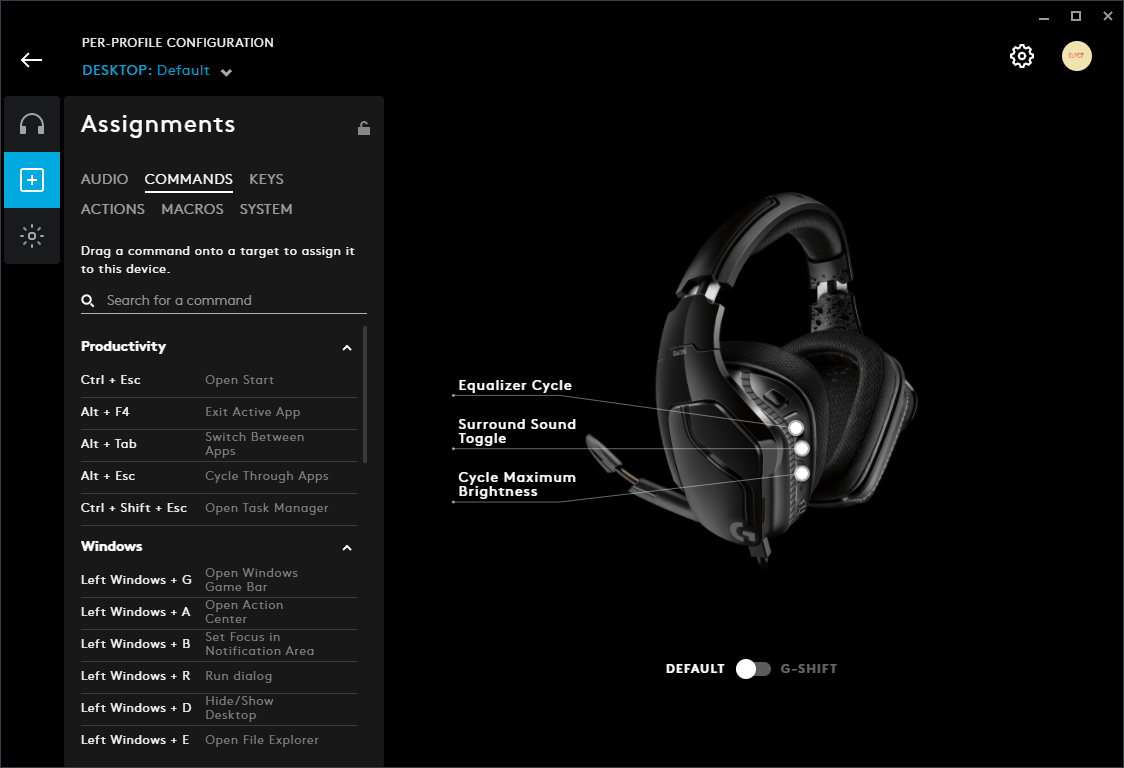 PER-PROFILE CONFIGURATION
DESKTOP: Default
Assignments
AUDIO COMMANDS KEYS
ACTIONS MACROS SYSTEM
Drag a command onto a target to assign it
to this device.
Search for a command
Productivity
Ctrl + Esc Open Start
Alt + F4 Exit Active App
Alt + Tab Switch Between
Apps
Alt + Esc Cycle Through Apps
Ctrl + Shift + Esc Open Task Manager
Windows
Left Windows + G Open Windows
Game Bar
Left Windows + A Open Action
Center
Left Windows + B Set Focus in
Notification Area
Left Windows + R Run dialog
Left Windows + D Hide/Show
Desktop
Left Windows + E Open File Explorer
Equalizer Cycle
Surround Sound
Toggle
Cycle Maximum
Brightness
DEFAULT G-SHIFT